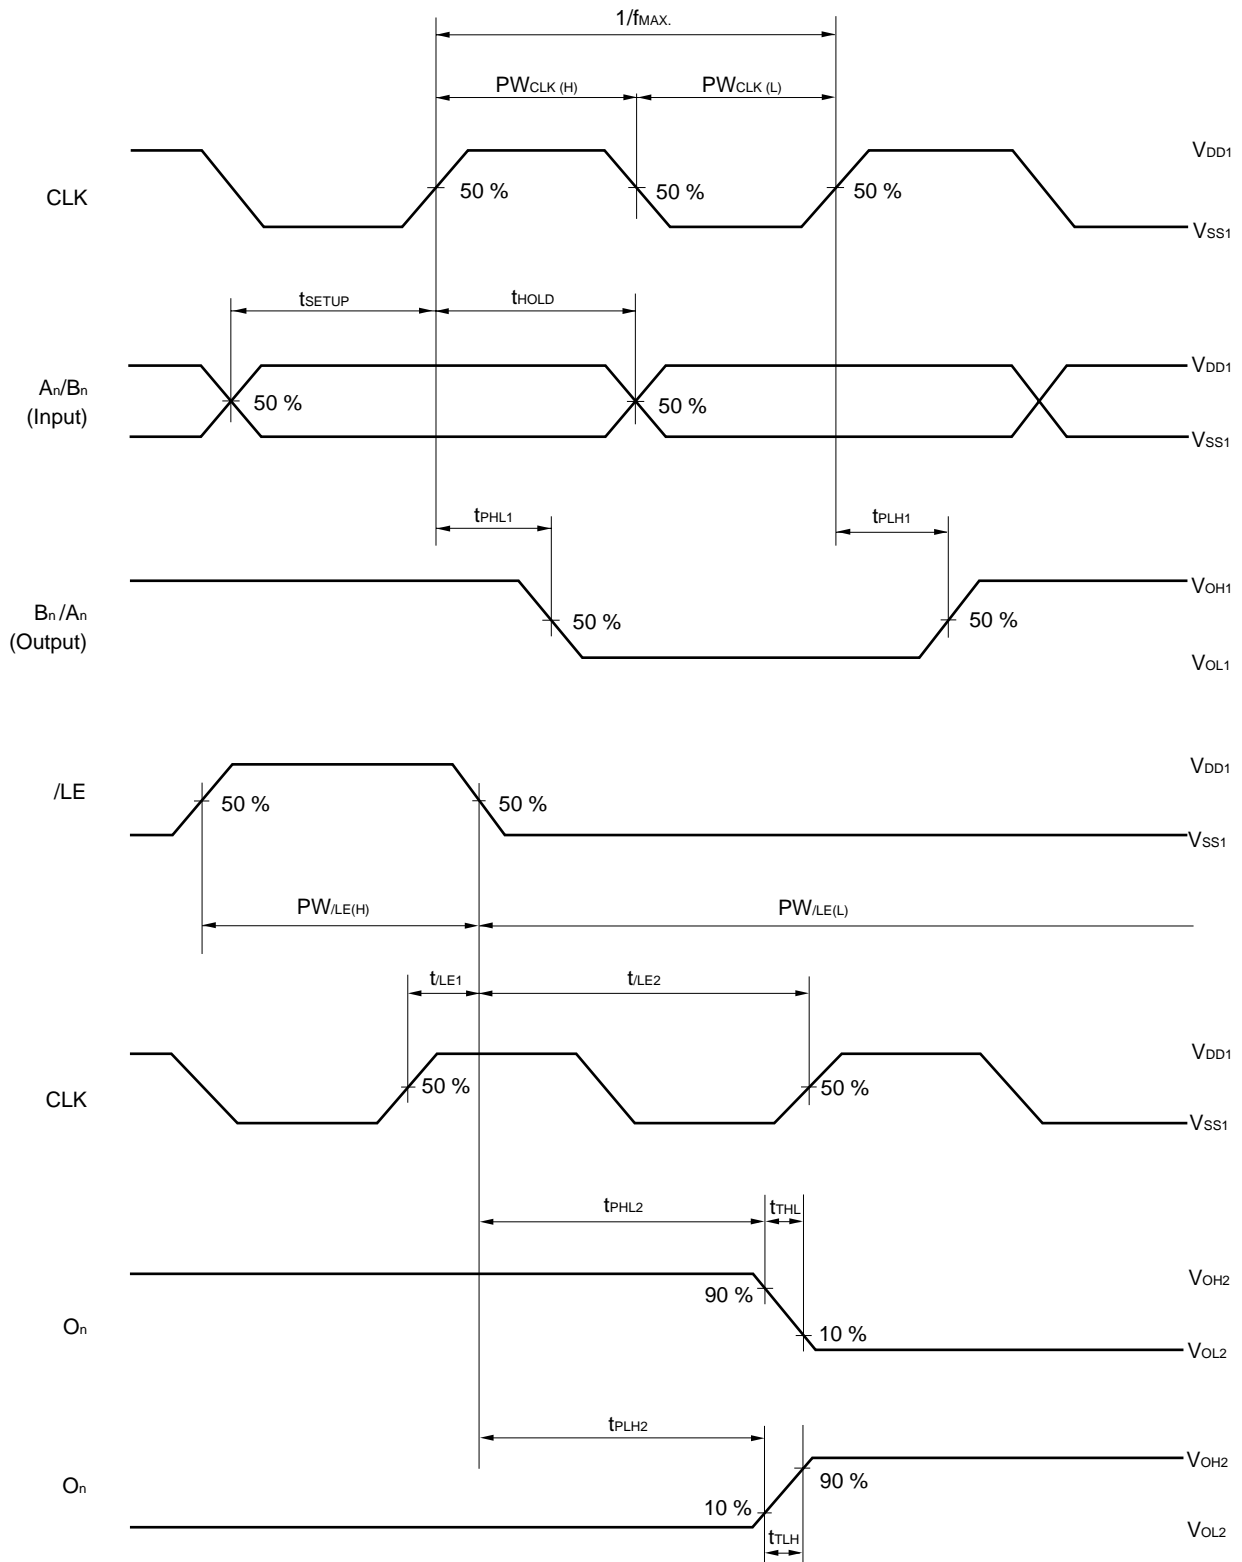 1/fMAX.
PWCLK (H) PWCLK (L)
VDD1
CLK 50 % 50 % 50 %
VSS1
tSETUP tHOLD
VDD1
An/Bn
(Input) 50 % 50 %
VSS1
tPHL1 tPLH1
VOH1
Bn/An
(Output) 50 % 50 %
VOL1
VDD1
/LE 50 % 50 %
VSS1
PW/LE(H) PW/LE(L)
t/LE1 t/LE2
VDD1
CLK 50 % 50 %
VSS1
tPHL2 tTHL
VOH2
90 %
On 10 %
VOL2
tPLH2
VOH2
On 90 %
10 %
VOL2
tTLH